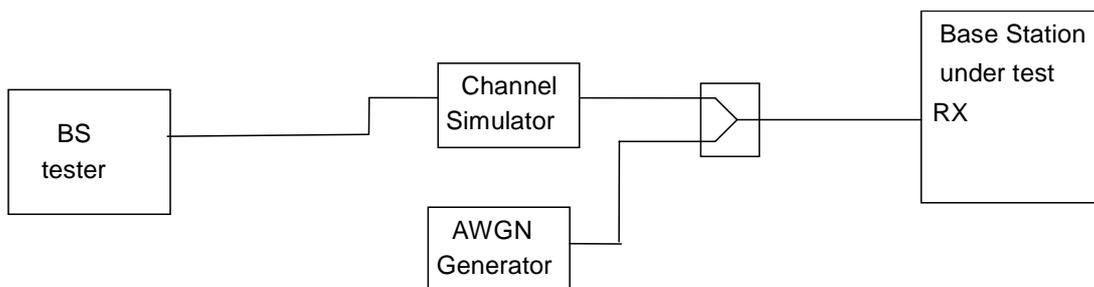 BS
tester
Channel
Simulator
AWGN
Generator
Base Station
under test
RX